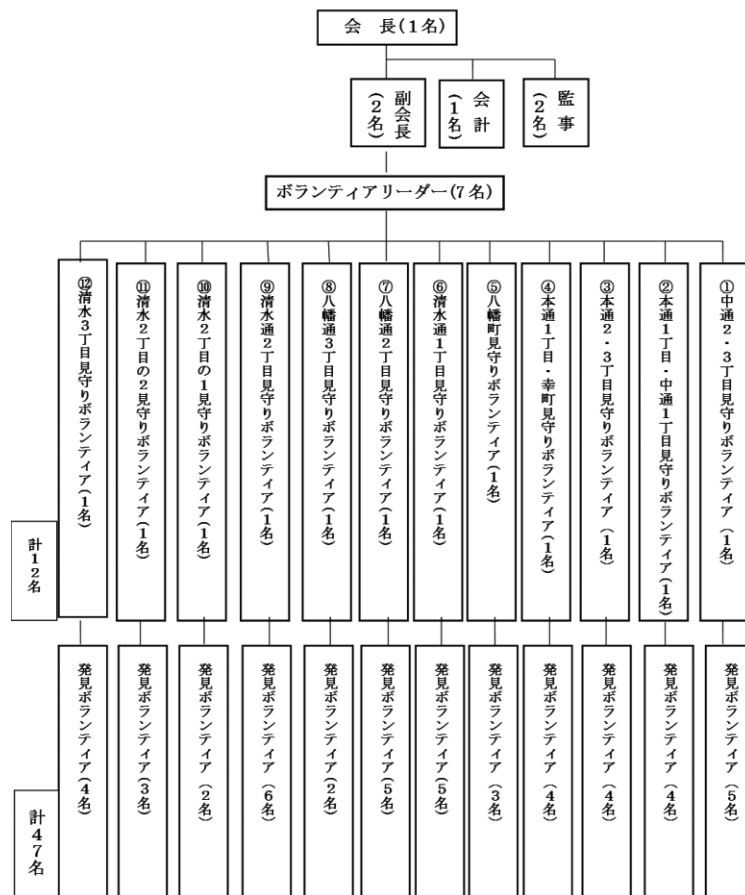 会　長(1名)
監事(2名)
会計(1名)
副会長(2名)
ボランティアリーダー(7名)
①中通2・3丁目見守りボランティア(1名)
②本通1丁目・中通1丁目見守りボランティア(1名)
③本通2・3丁目見守りボランティア(1名)
④本通1丁目・幸町見守りボランティア(1名)
⑤八幡町見守りボランティア(1名)
⑥清水通1丁目見守りボランティア(1名)
⑦八幡通2丁目見守りボランティア(1名)
⑧八幡通3丁目見守りボランティア(1名)
⑨清水通2丁目見守りボランティア(1名)
⑩清水2丁目の1見守りボランティア(1名)
⑪清水2丁目の2見守りボランティア(1名)
⑫清水3丁目見守りボランティア(1名)
計12名
発見ボランティア(5名)
発見ボランティア(4名)
発見ボランティア(4名)
発見ボランティア(4名)
発見ボランティア(3名)
発見ボランティア(5名)
発見ボランティア(5名)
発見ボランティア(2名)
発見ボランティア(6名)
発見ボランティア(2名)
発見ボランティア(3名)
発見ボランティア(4名)
計47名